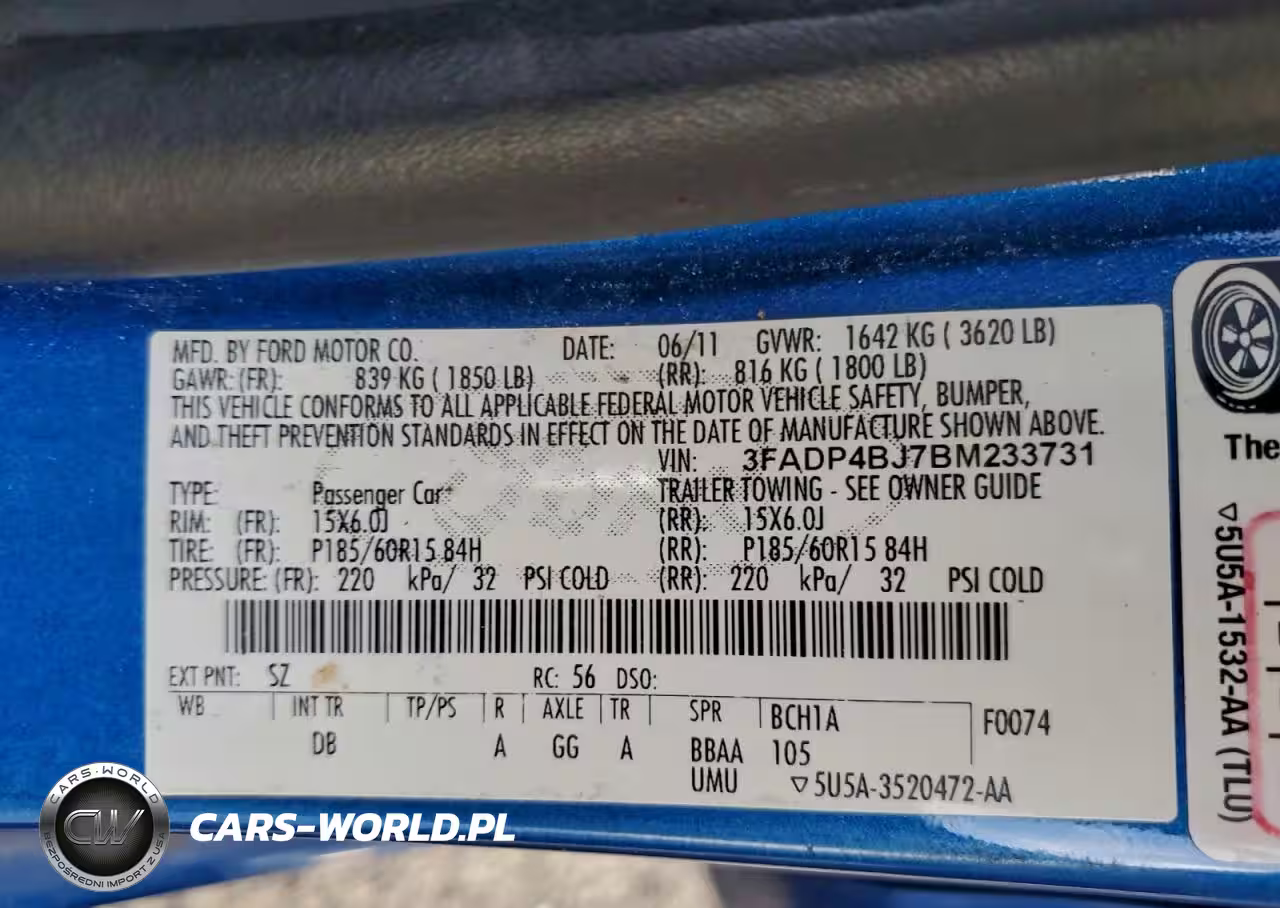 MFD. BY FORD MOTOR CO. DATE: 06/11 GVWR: 1642 KG ( 3620 LB)
GAWR: (FR): 839 KG ( 1850 LB) (RR): 816 KG ( 1800 LB)
THIS VEHICLE CONFORMS TO ALL APPLICABLE FEDERAL MOTOR VEHICLE SAFETY, BUMPER,
AND THEFT PREVENTION STANDARDS IN EFFECT ON THE DATE OF MANUFACTURE SHOWN ABOVE.
VIN: 3FADP4BJ7BM233731
TYPE: Passenger Car TRAILER TOWING - SEE OWNER GUIDE
RIM: (FR): 15X6.0J (RR): 15X6.0J
TIRE: (FR): P185/60R15 84H (RR): P185/60R15 84H
PRESSURE: (FR): 220 kPa/ 32 PSI COLD (RR): 220 kPa/ 32 PSI COLD
EXT PNT: SZ RC: 56 DSO:
WB INT TR TP/PS R AXLE TR SPR BCH1A F0074
DB A GG A BBAA 105
UMU ▽5U5A-3520472-AA
The
▽5U5A-1532-AA (TLU)
CARS-WORLD
CW
BEZPOŚREDNI IMPORT Z USA
CARS-WORLD.PL